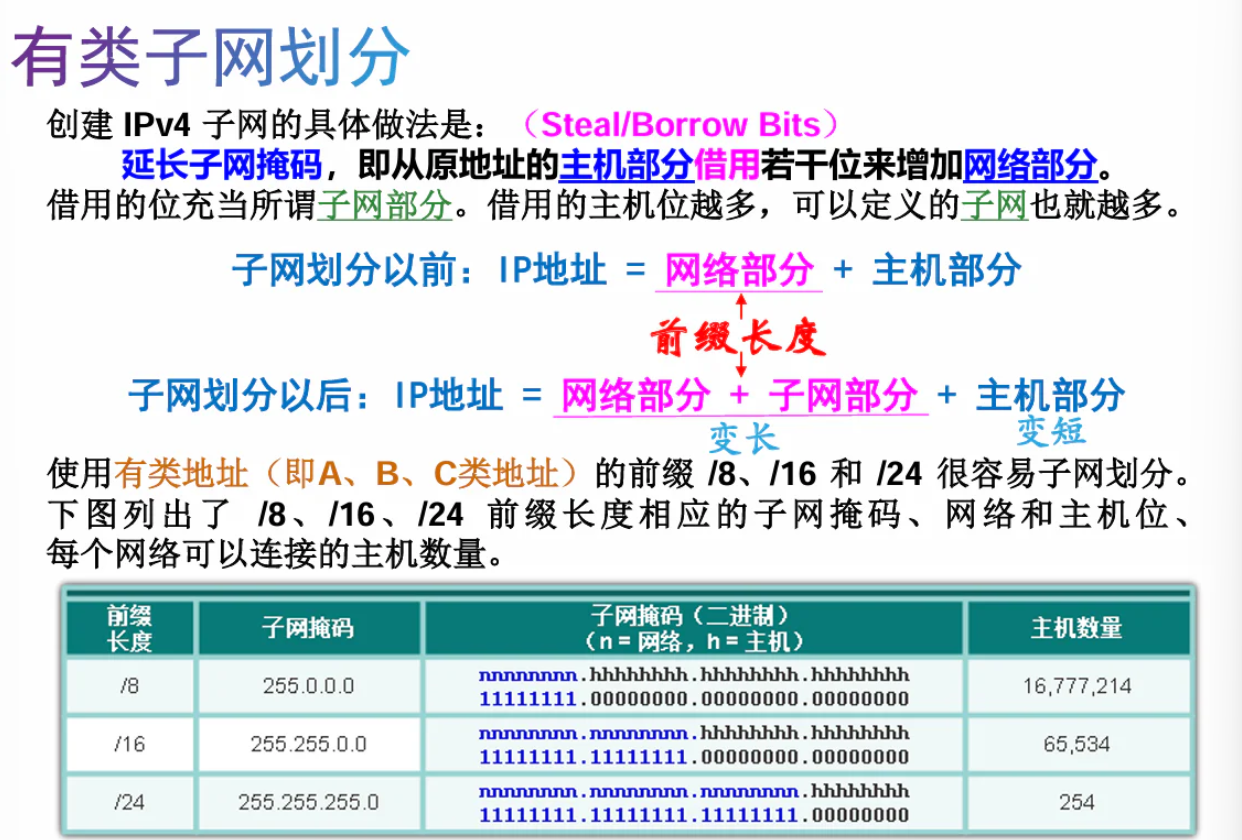 有类子网划分
创建 IPv4 子网的具体做法是：（Steal/Borrow Bits）
延长子网掩码，即从原地址的主机部分借用若干位来增加网络部分。
借用的位充当所谓子网部分。借用的主机位越多，可以定义的子网也就越多。
子网划分以前：IP地址 = 网络部分 + 主机部分
前缀长度
子网划分以后：IP地址 = 网络部分 + 子网部分 + 主机部分
变长 变短
使用有类地址（即A、B、C类地址）的前缀 /8、/16 和 /24 很容易子网划分。
下图列出了 /8、/16、/24 前缀长度相应的子网掩码、网络和主机位、
每个网络可以连接的主机数量。
前缀
长度
子网掩码
子网掩码（二进制）
（n = 网络，h = 主机）
主机数量
/8
255.0.0.0
nnnnnnnn.hhhhhhhh.hhhhhhhh.hhhhhhhh
11111111.00000000.00000000.00000000
16,777,214
/16
255.255.0.0
nnnnnnnn.nnnnnnnn.hhhhhhhh.hhhhhhhh
11111111.11111111.00000000.00000000
65,534
/24
255.255.255.0
nnnnnnnn.nnnnnnnn.nnnnnnnn.hhhhhhhh
11111111.11111111.11111111.00000000
254